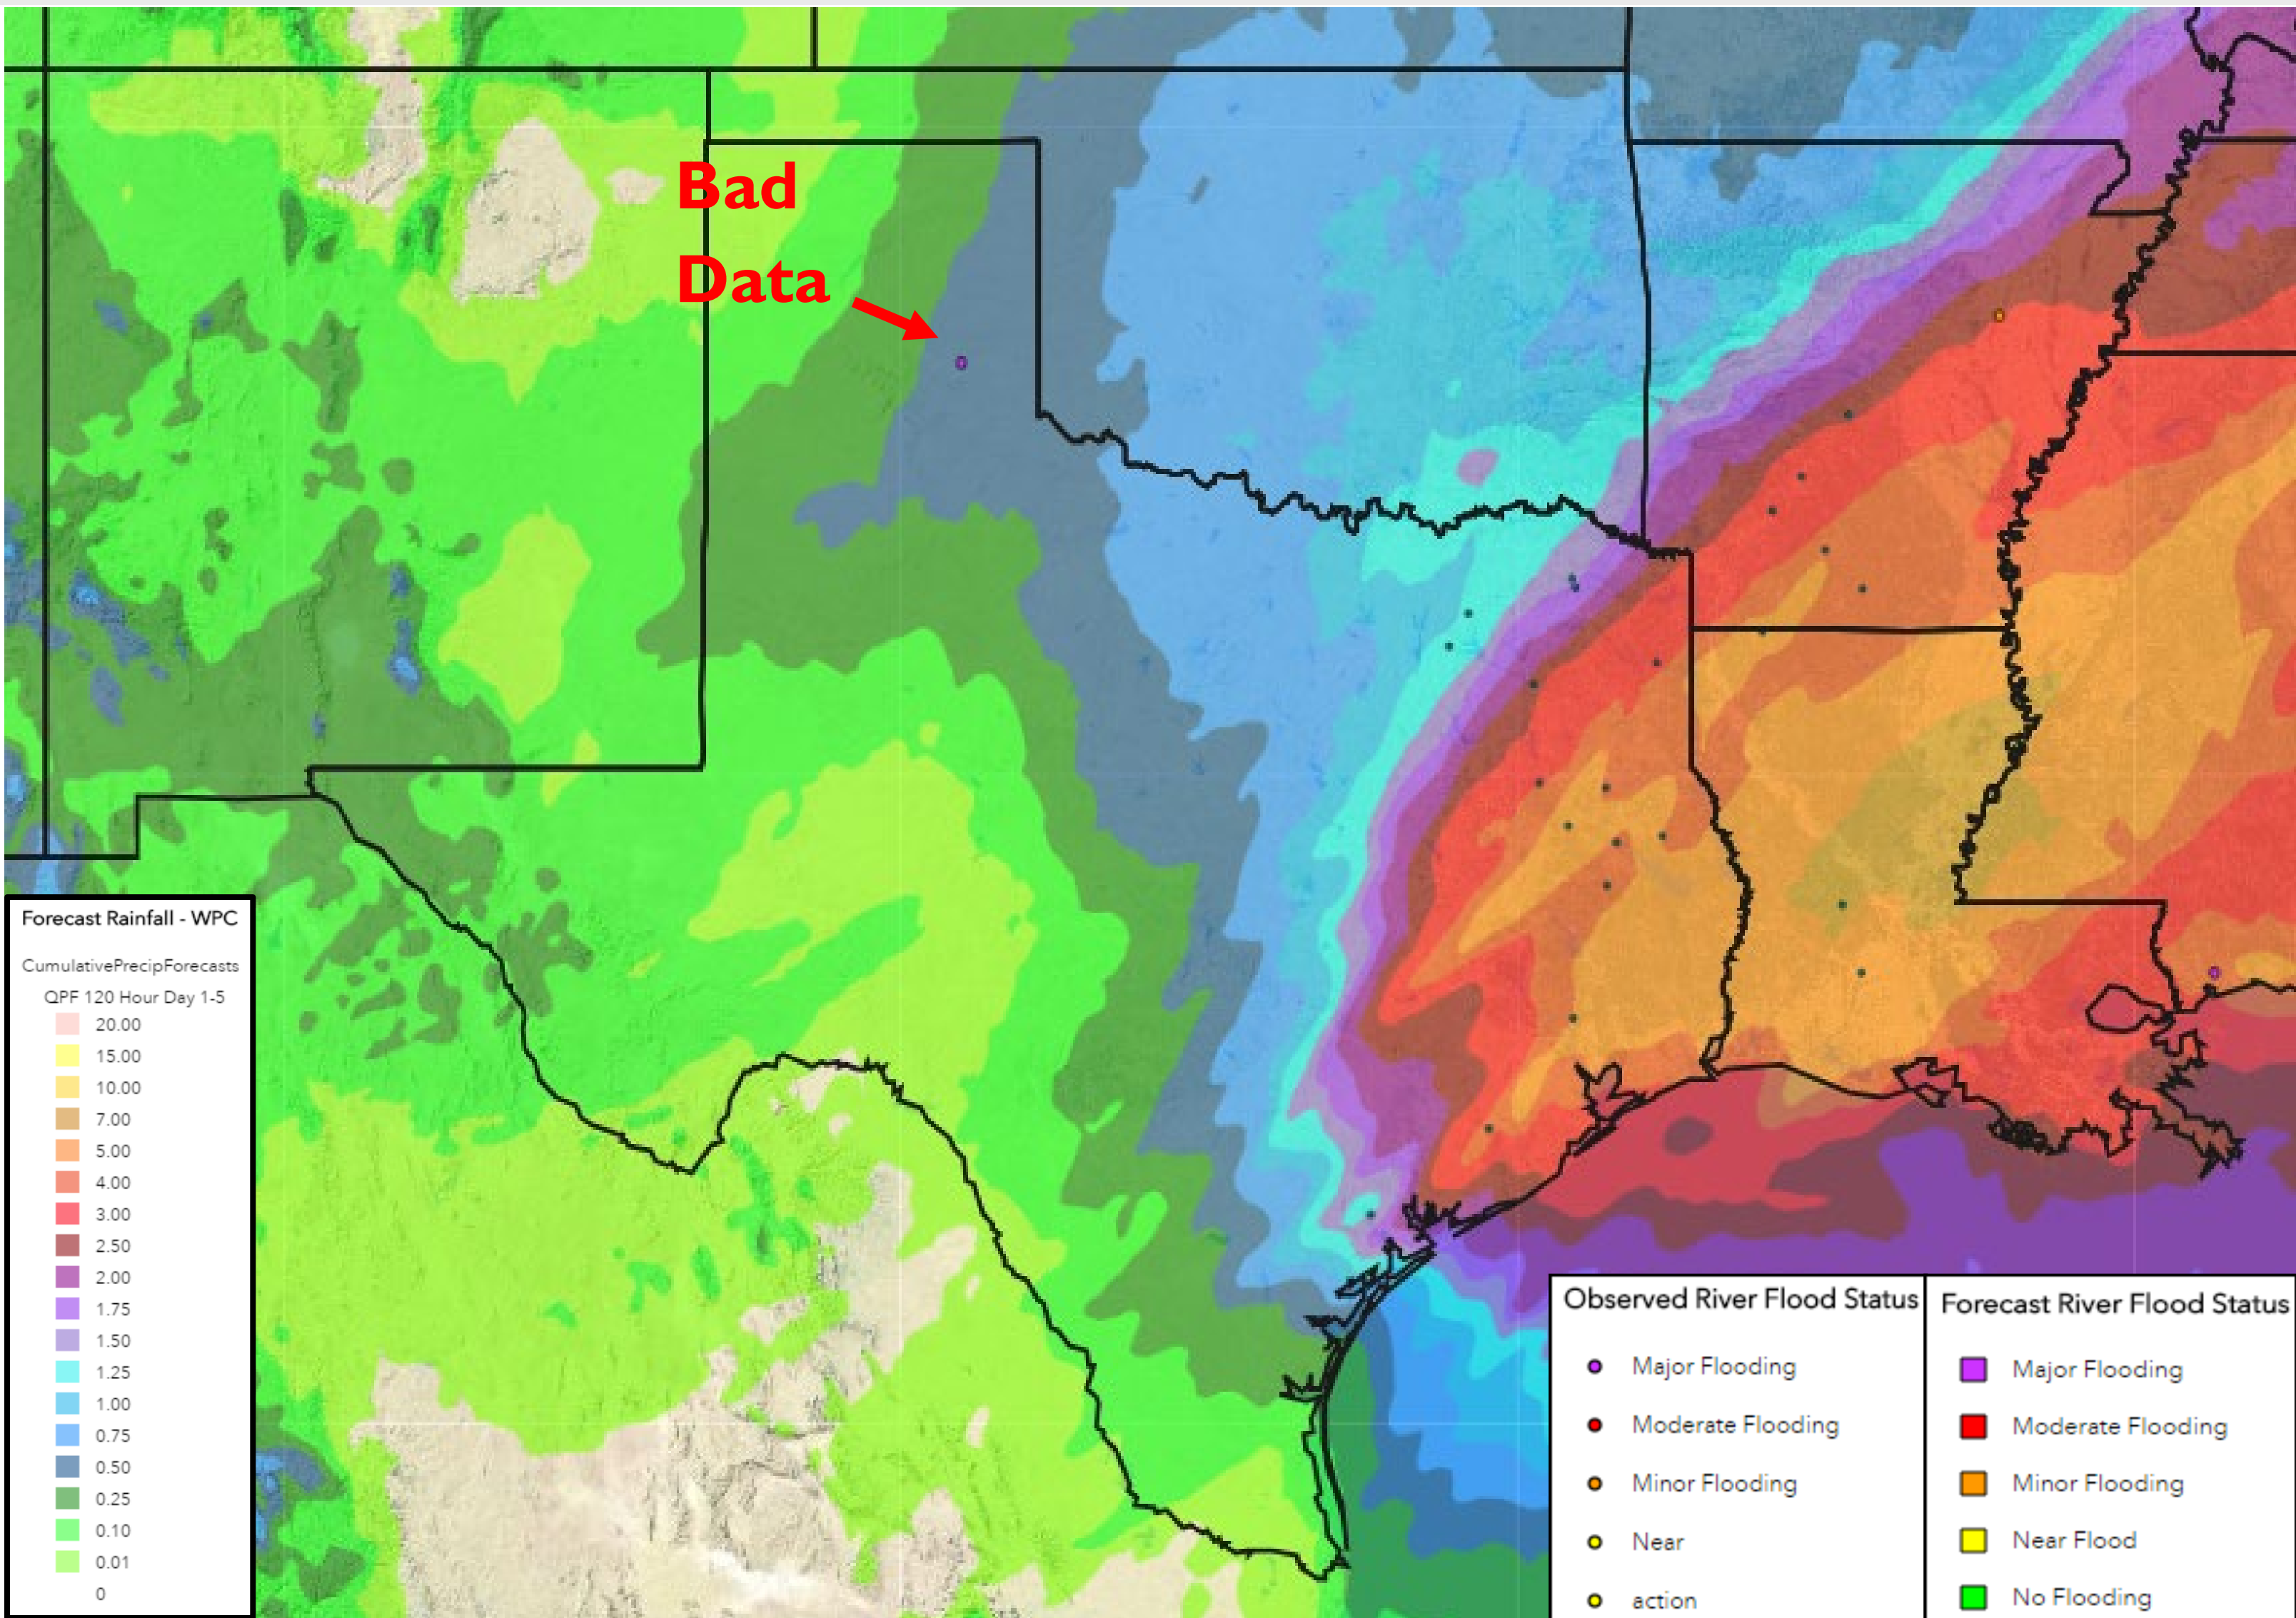 Bad
Data
Forecast Rainfall - WPC
CumulativePrecipForecasts
QPF 120 Hour Day 1-5
20.00
15.00
10.00
7.00
5.00
4.00
3.00
2.50
2.00
1.75
1.50
1.25
1.00
0.75
0.50
0.25
0.10
0.01
0
Observed River Flood Status
Major Flooding
Moderate Flooding
Minor Flooding
Near
action
Forecast River Flood Status
Major Flooding
Moderate Flooding
Minor Flooding
Near Flood
No Flooding